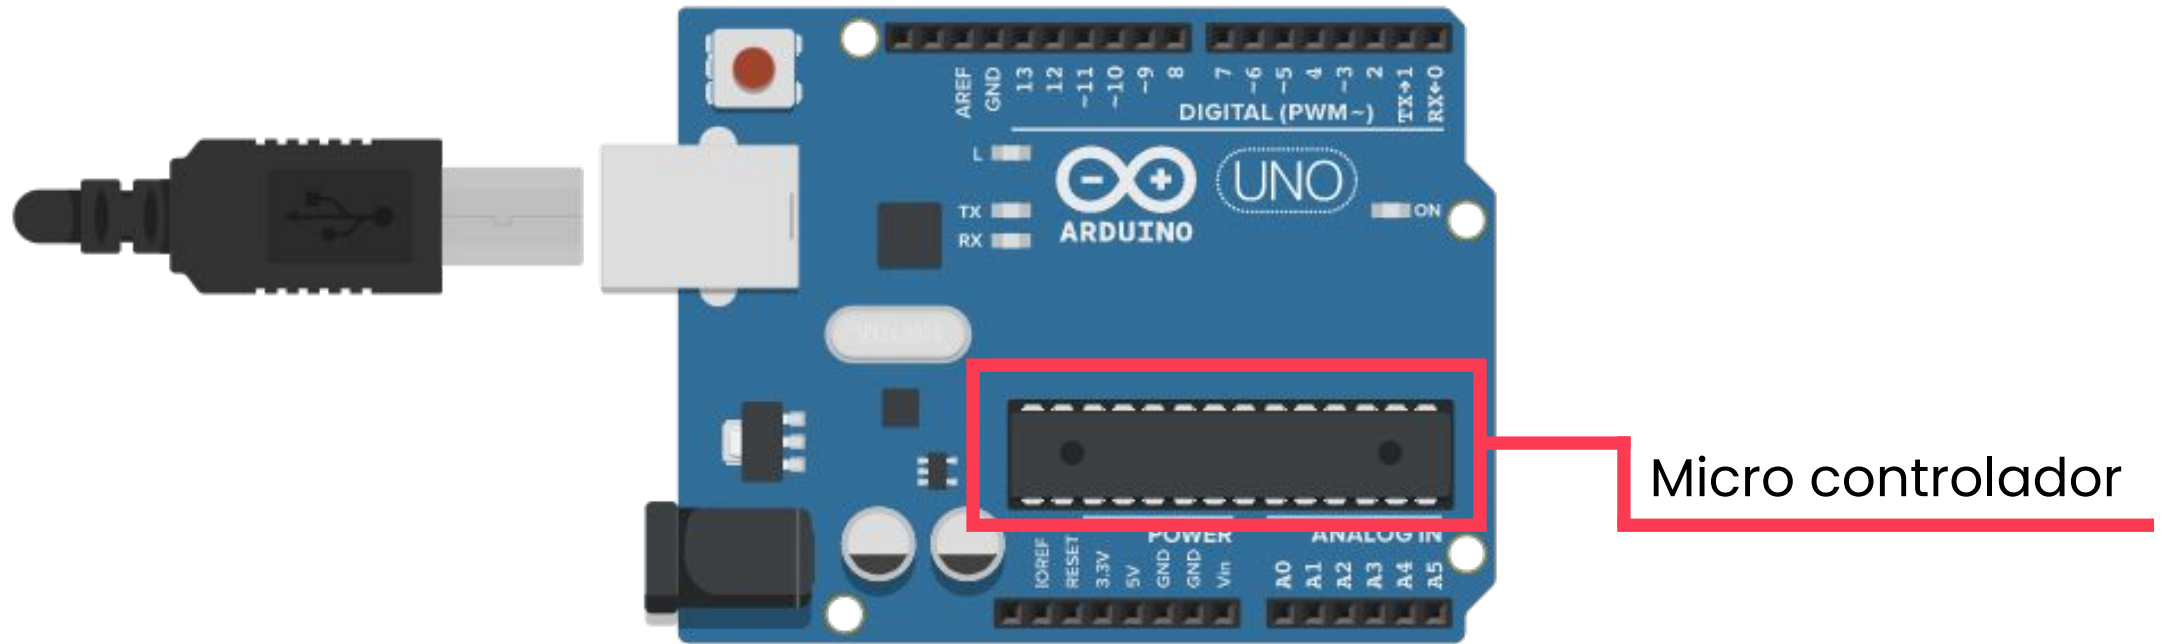 AREF
GND
13
12
~11
~10
~9
8
7
~6
~5
4
~3
2
TX→1
RX←0
DIGITAL (PWM~)
L
TX
RX
ARDUINO
UNO
ON
Micro controlador
POWER
ANALOG IN
IOREF
RESET
3.3V
5V
GND
GND
Vin
A0
A1
A2
A3
A4
A5